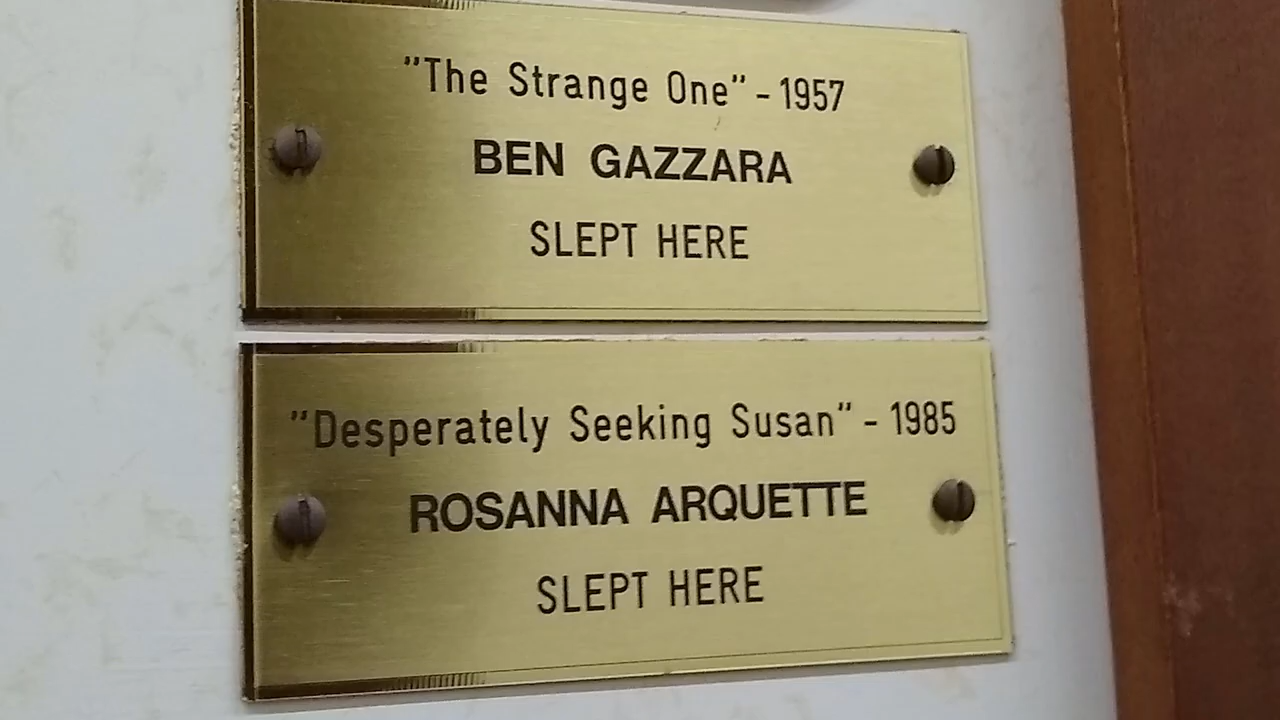 "The Strange One" - 1957
BEN GAZZARA
SLEPT HERE
"Desperately Seeking Susan" - 1985
ROSANNA ARQUETTE
SLEPT HERE